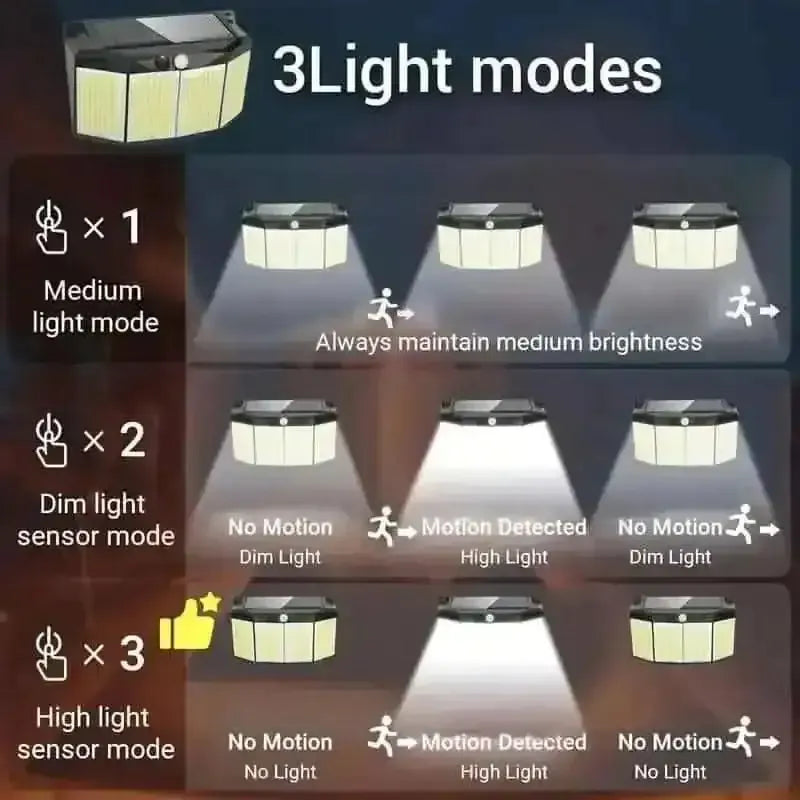 3Light modes
× 1
Medium
light mode
Always maintain medium brightness
× 2
Dim light
sensor mode
No Motion
Dim Light
Motion Detected
High Light
No Motion
Dim Light
× 3
High light
sensor mode
No Motion
No Light
Motion Detected
High Light
No Motion
No Light